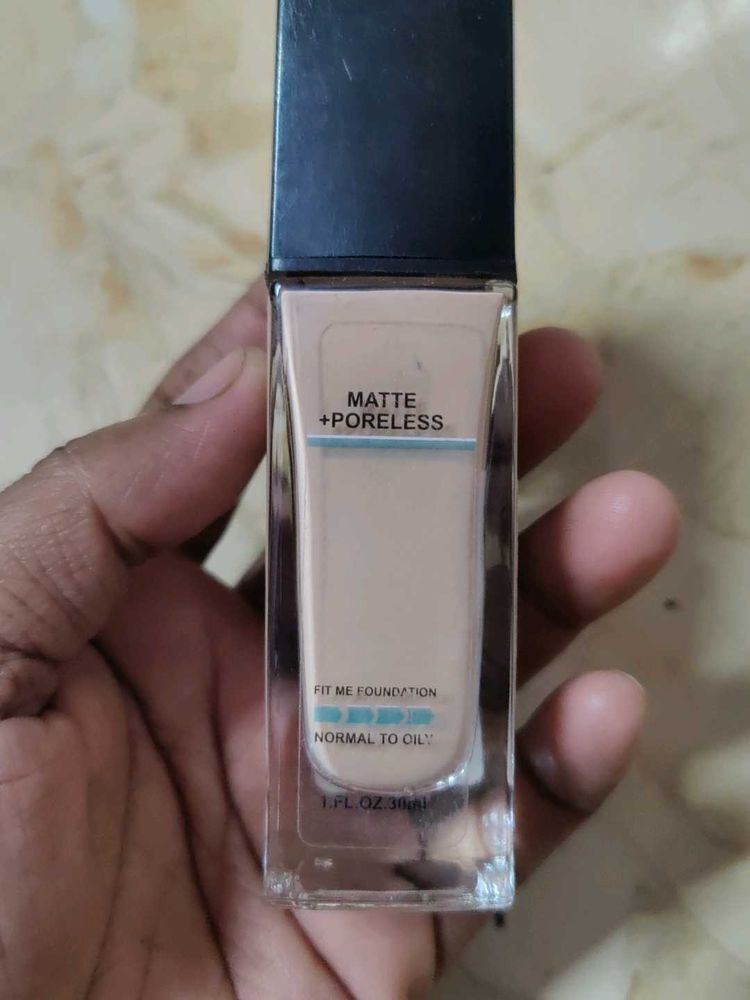 MATTE
+PORELESS
FIT ME FOUNDATION
NORMAL TO OILY
1.FL.OZ.30ml